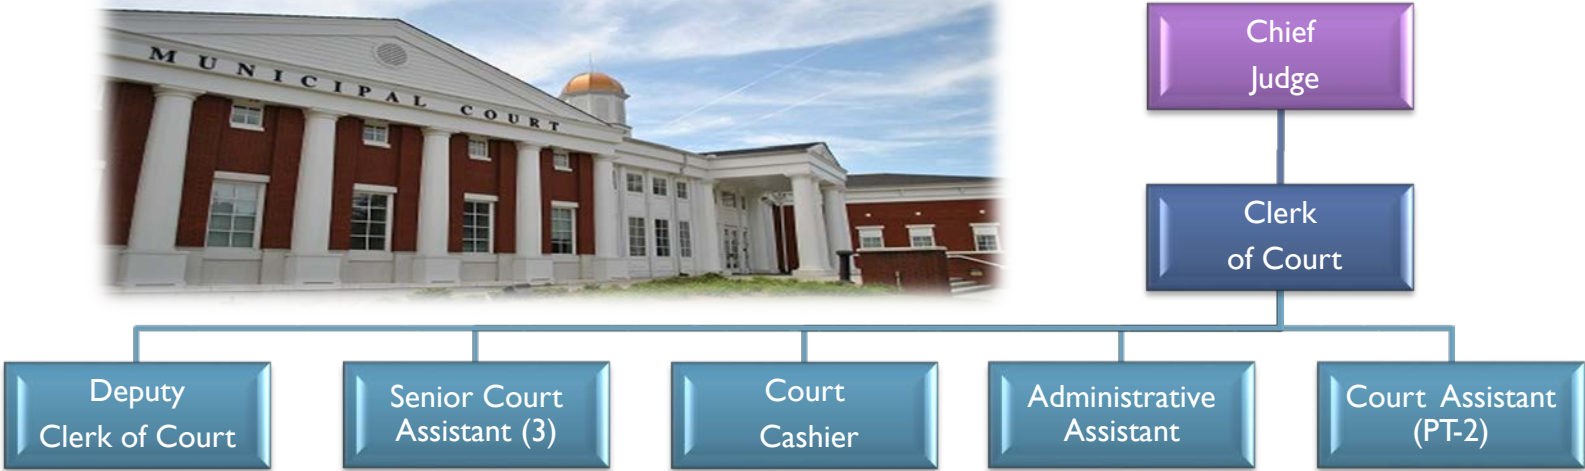 MUNICIPAL COURT
Chief
Judge
Clerk
of Court
Deputy
Clerk of Court
Senior Court
Assistant (3)
Court
Cashier
Administrative
Assistant
Court Assistant
(PT-2)